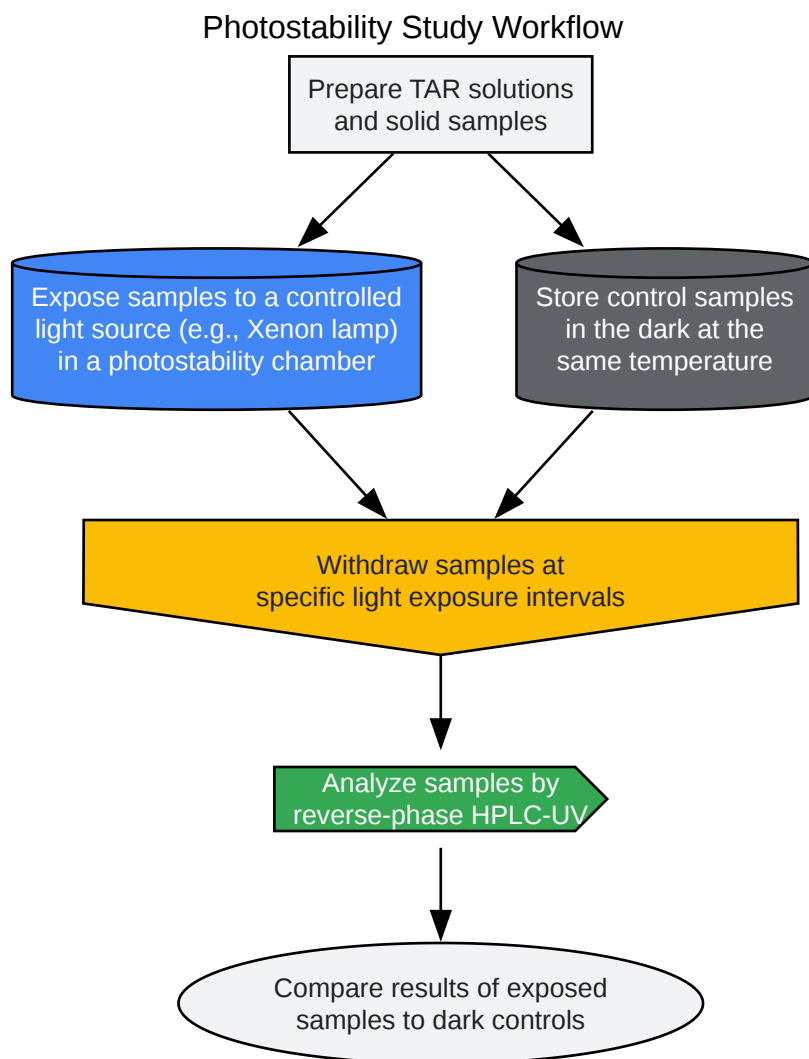 Photostability Study Workflow
Prepare TAR solutions
and solid samples
Expose samples to a controlled
light source (e.g., Xenon lamp)
in a photostability chamber
Store control samples
in the dark at the
same temperature
Withdraw samples at
specific light exposure intervals
Analyze samples by
reverse-phase HPLC-UV
Compare results of exposed
samples to dark controls